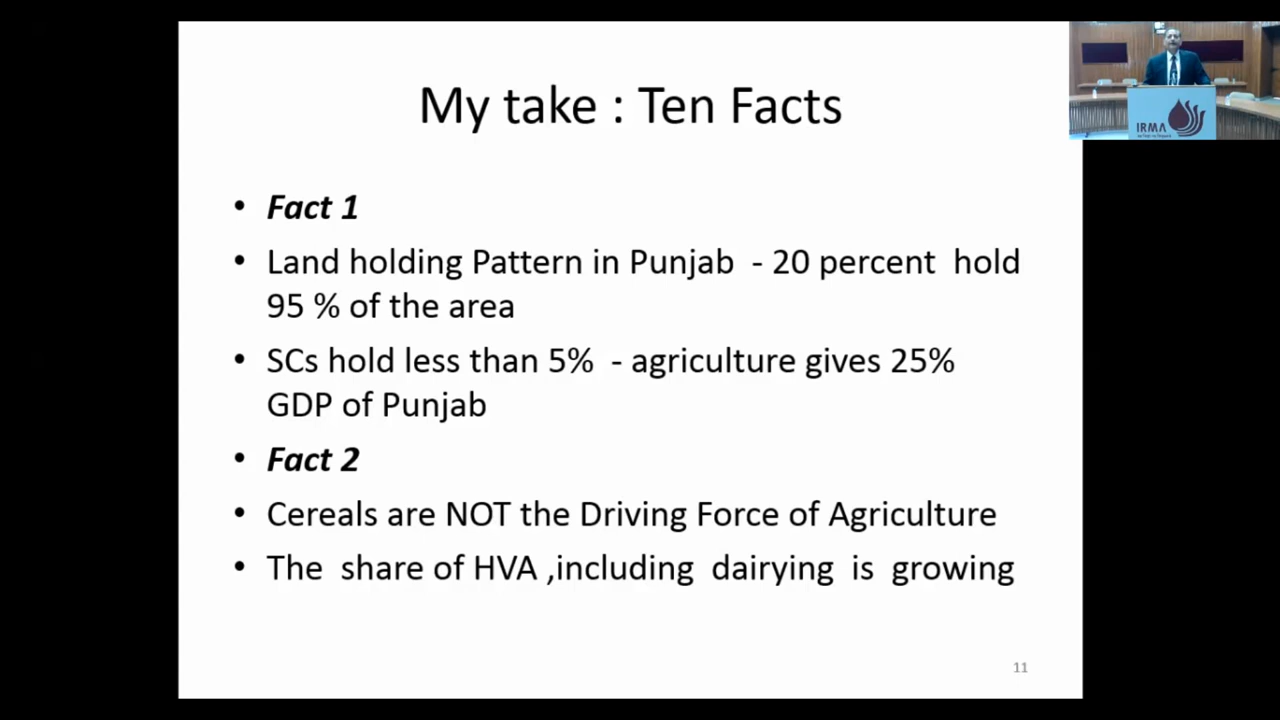 My take : Ten Facts
IRMA
• Fact 1
• Land holding Pattern in Punjab - 20 percent hold
95 % of the area
• SCs hold less than 5% - agriculture gives 25%
GDP of Punjab
• Fact 2
• Cereals are NOT the Driving Force of Agriculture
• The share of HVA ,including dairying is growing
11